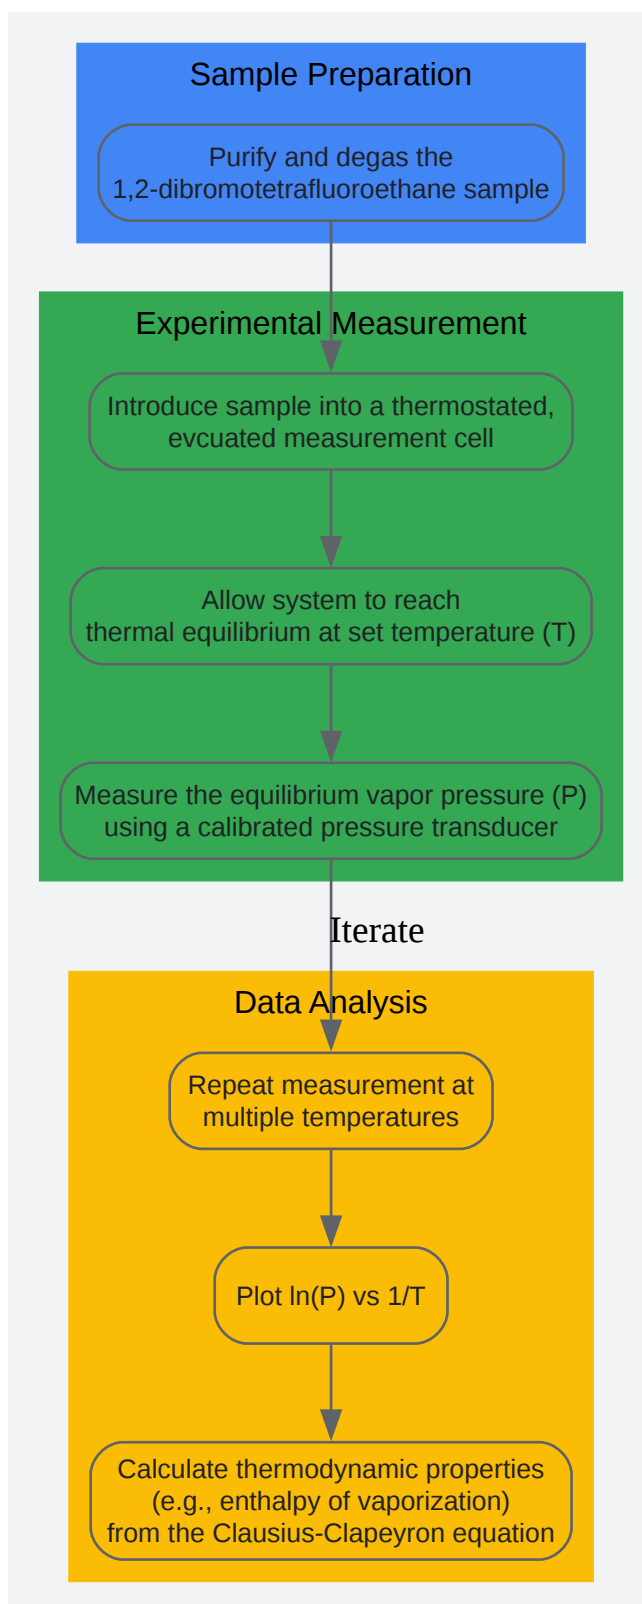 Sample Preparation
Purify and degas the
1,2-dibromotetrafluoroethane sample
Experimental Measurement
Introduce sample into a thermostated,
evcuated measurement cell
Allow system to reach
thermal equilibrium at set temperature (T)
Measure the equilibrium vapor pressure (P)
using a calibrated pressure transducer
Iterate
Data Analysis
Repeat measurement at
multiple temperatures
Plot ln(P) vs 1/T
Calculate thermodynamic properties
(e.g., enthalpy of vaporization)
from the Clausius-Clapeyron equation